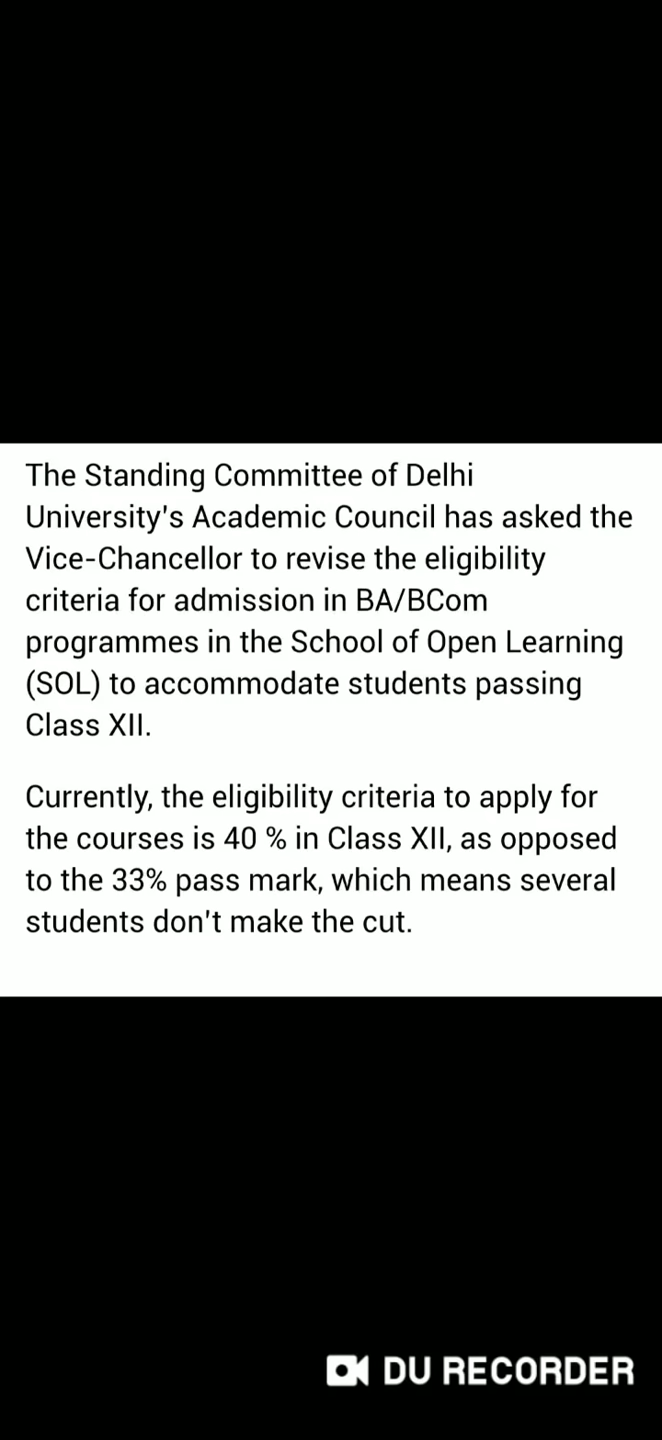 The Standing Committee of Delhi
University's Academic Council has asked the
Vice-Chancellor to revise the eligibility
criteria for admission in BA/BCom
programmes in the School of Open Learning
(SOL) to accommodate students passing
Class XII.
Currently, the eligibility criteria to apply for
the courses is 40 % in Class XII, as opposed
to the 33% pass mark, which means several
students don't make the cut.
DU RECORDER